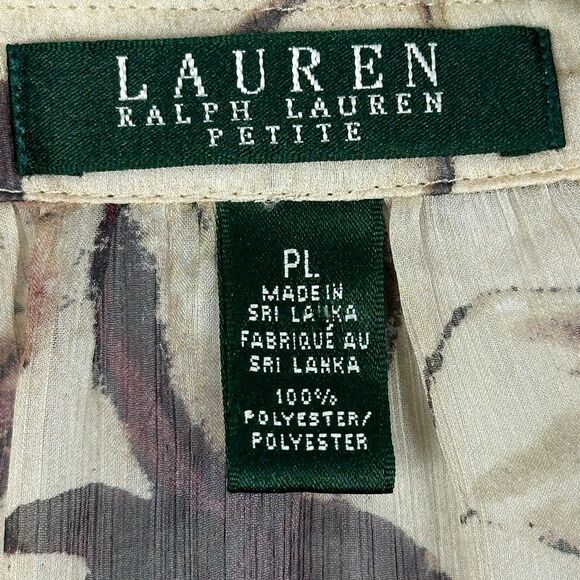 LAUREN
RALPH LAUREN
PETITE
PL
MADE IN
SRI LANKA
FABRIQUÉ AU
SRI LANKA
100%
POLYESTER/
POLYESTER